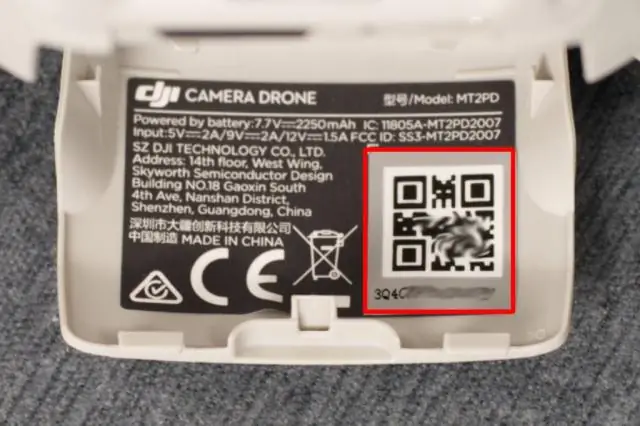 dji CAMERA DRONE 型号/Model: MT2PD
Powered by battery: 7.7V⎓2250mAh IC: 11805A-MT2PD2007
Input:5V⎓2A/9V⎓2A/12V⎓1.5A FCC ID: SS3-MT2PD2007
SZ DJI TECHNOLOGY CO., LTD.
Address: 14th floor, West Wing,
Skyworth Semiconductor Design
Building NO.18 Gaoxin South
4th Ave, Nanshan District,
Shenzhen, Guangdong, China
深圳市大疆创新科技有限公司
中国制造 MADE IN CHINA
CE
3Q4C